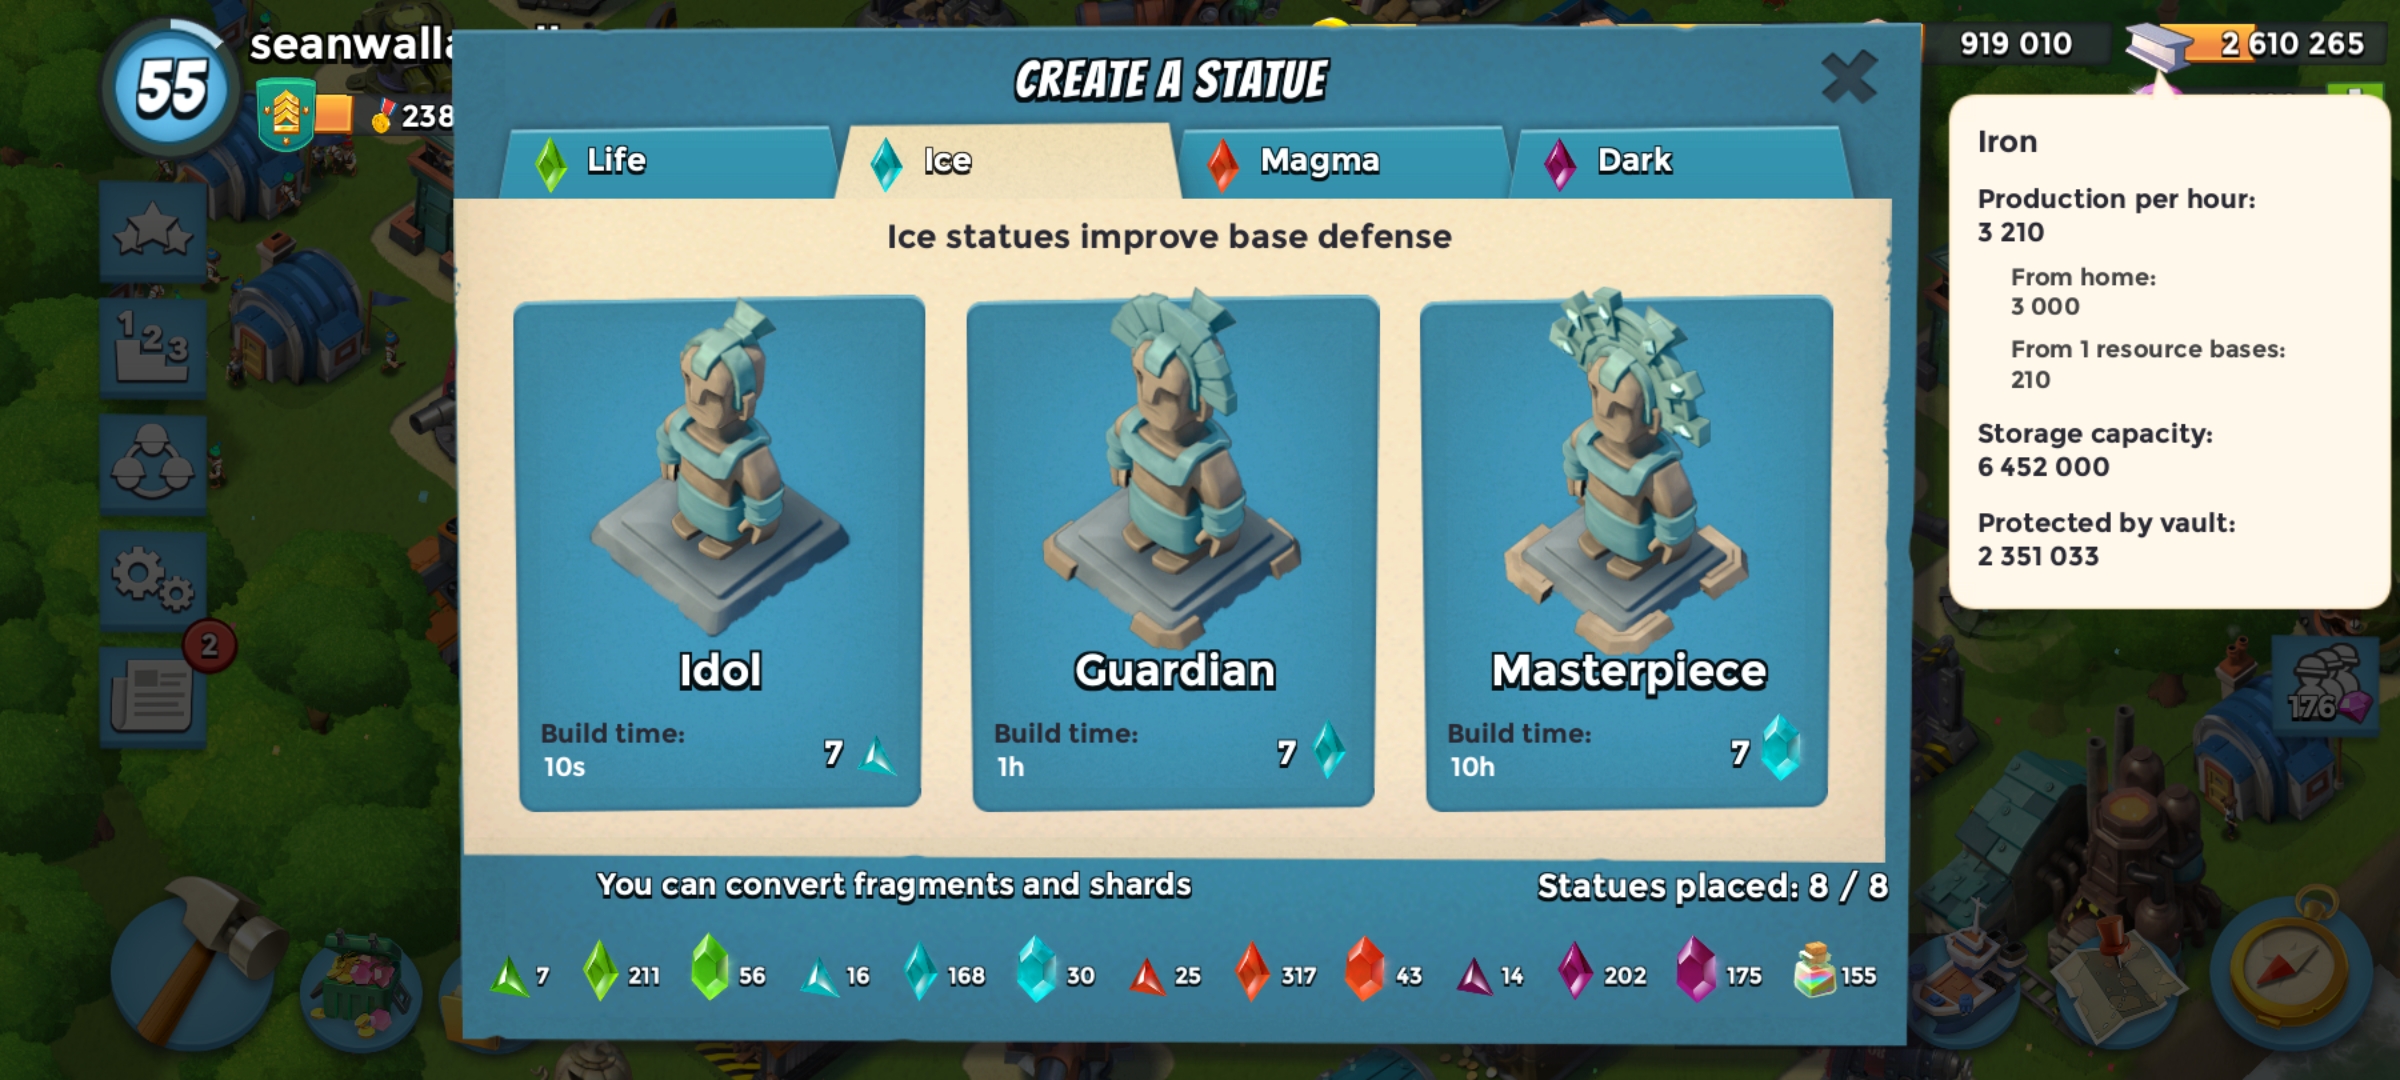 55
238
919 010
2 610 265
CREATE A STATUE
Life
Ice
Magma
Dark
Ice statues improve base defense
Idol
Build time:
10s
7
Guardian
Build time:
1h
7
Masterpiece
Build time:
10h
7
You can convert fragments and shards
Statues placed: 8 / 8
7
211
56
16
168
30
25
317
43
14
202
175
155
Iron
Production per hour:
3 210
From home:
3 000
From 1 resource bases:
210
Storage capacity:
6 452 000
Protected by vault:
2 351 033
1 2 3
2
176